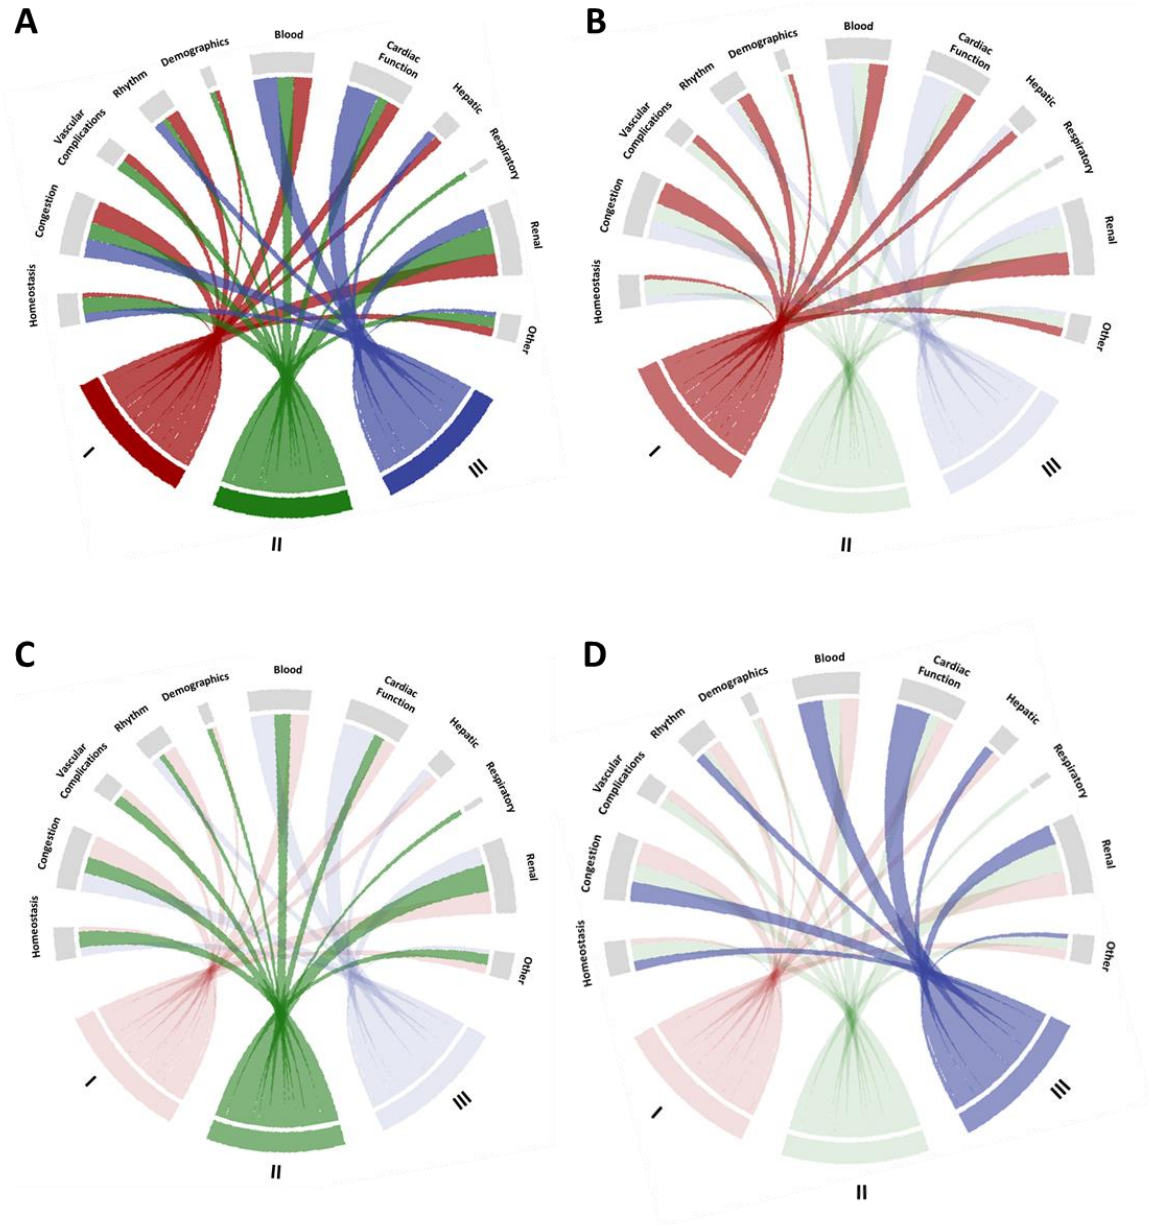 A
Blood
Demographics
Cardiac
Function
Rhythm
Hepatic
Vascular
Complications
Respiratory
Congestion
Renal
Homeostasis
Other
I
II
III
B
Blood
Demographics
Cardiac
Function
Rhythm
Hepatic
Vascular
Complications
Respiratory
Congestion
Renal
Homeostasis
Other
I
II
III
C
Blood
Demographics
Cardiac
Function
Rhythm
Hepatic
Vascular
Complications
Respiratory
Congestion
Renal
Homeostasis
Other
I
II
III
D
Blood
Demographics
Cardiac
Function
Rhythm
Hepatic
Vascular
Complications
Respiratory
Congestion
Renal
Homeostasis
Other
I
II
III